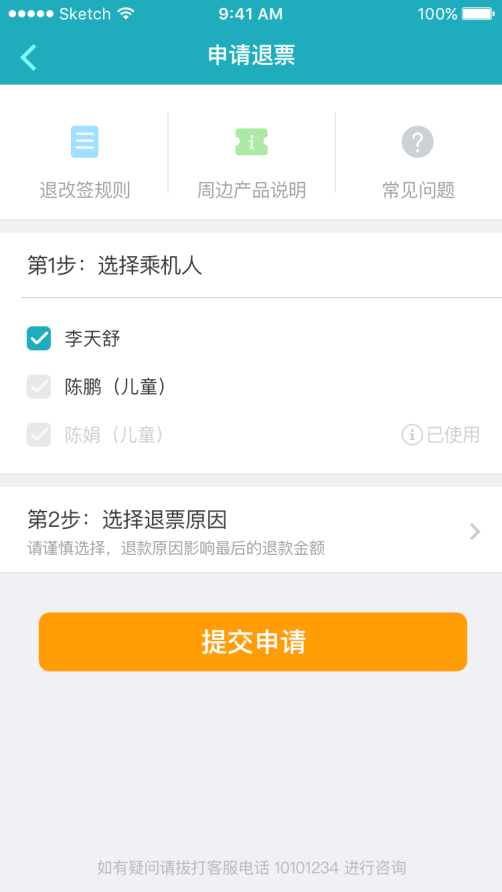 Sketch 9:41 AM 100%
申请退票
退改签规则 周边产品说明 常见问题
第1步：选择乘机人
李天舒
陈鹏（儿童）
陈娟（儿童） 已使用
第2步：选择退票原因
请谨慎选择，退款原因影响最后的退款金额
提交申请
如有疑问请拔打客服电话 10101234 进行咨询